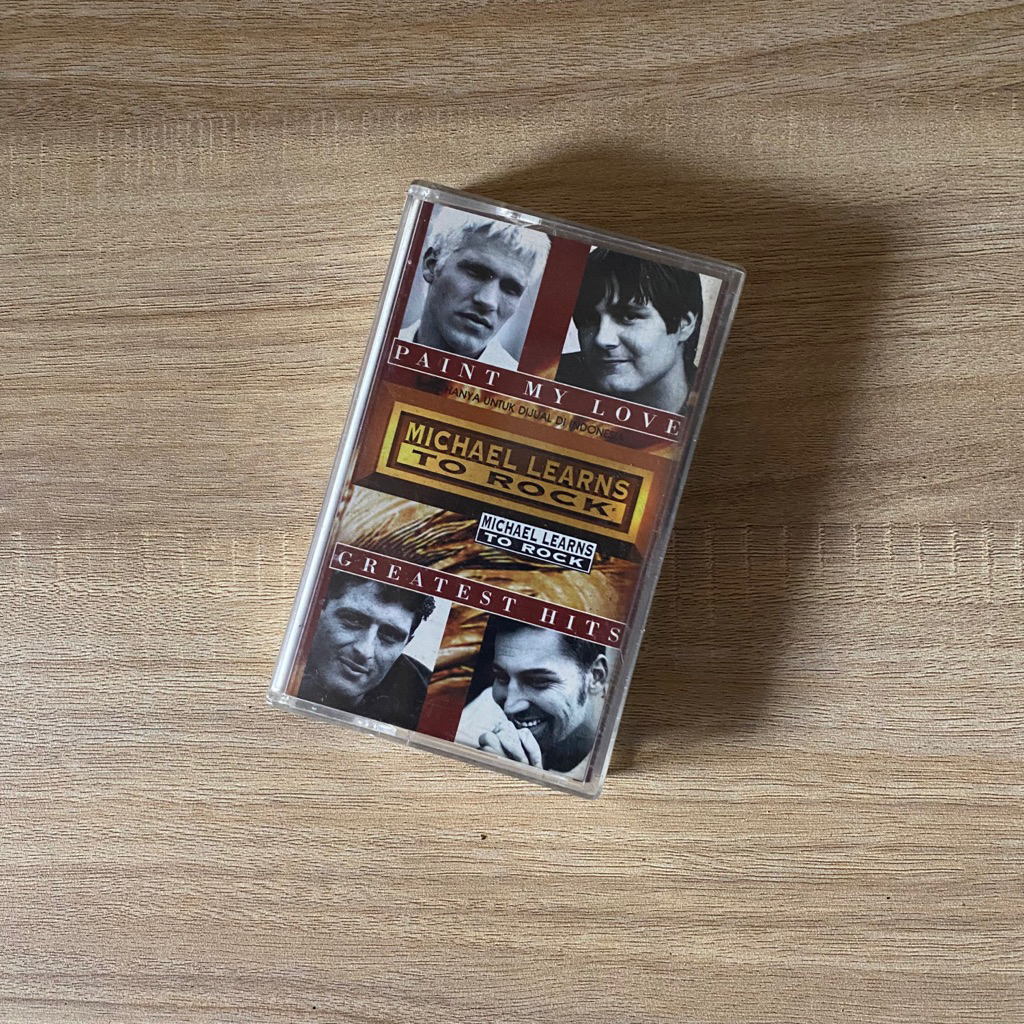 PAINT MY LOVE
HANYA UNTUK DIJUAL DI INDONESIA
MICHAEL LEARNS
TO ROCK
MICHAEL LEARNS
TO ROCK
GREATEST HITS